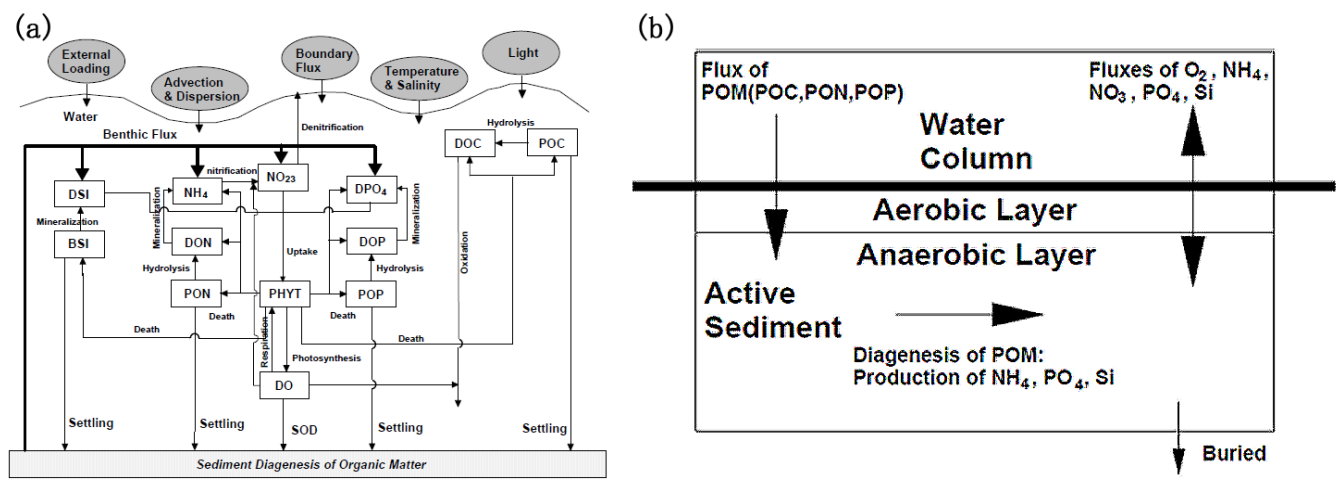 (a)
External
Loading
Advection
& Dispersion
Boundary
Flux
Temperature
& Salinity
Light
Water
Benthic Flux
Denitrification
Hydrolysis
DOC
POC
nitrification
DSI
NH4
NO23
DPO4
Mineralization
Mineralization
Mineralization
BSI
DON
Uptake
DOP
Oxidation
Hydrolysis
Hydrolysis
PON
PHYT
POP
Death
Death
Death
Death
Respiration
Photosynthesis
DO
Settling
Settling
SOD
Settling
Settling
Sediment Diagenesis of Organic Matter
(b)
Flux of
POM(POC,PON,POP)
Fluxes of O2 , NH4,
NO3 , PO4, Si
Water
Column
Aerobic Layer
Anaerobic Layer
Active
Sediment
Diagenesis of POM:
Production of NH4, PO4, Si
Buried